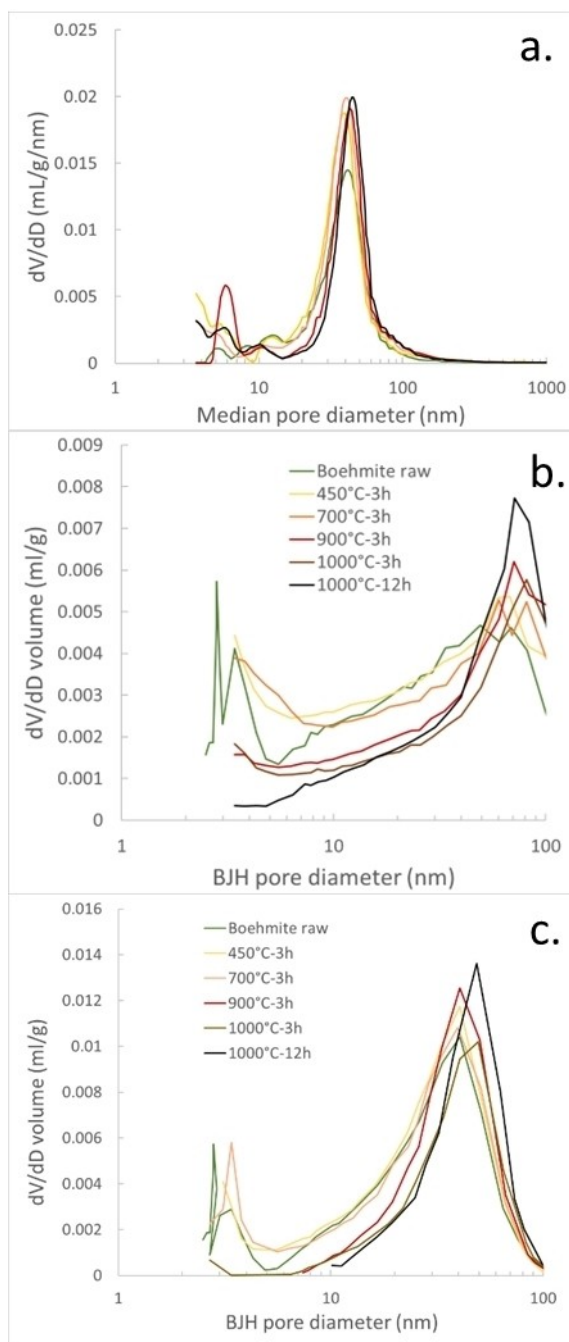 a.
0.025
0.02
0.015
0.01
0.005
0
dV/dD (mL/g/nm)
1 10 100 1000
Median pore diameter (nm)
b.
0.009
0.008
0.007
0.006
0.005
0.004
0.003
0.002
0.001
0
dV/dD volume (ml/g)
Boehmite raw
450°C-3h
700°C-3h
900°C-3h
1000°C-3h
1000°C-12h
1 10 100
BJH pore diameter (nm)
c.
0.016
0.014
0.012
0.01
0.008
0.006
0.004
0.002
0
dV/dD volume (ml/g)
Boehmite raw
450°C-3h
700°C-3h
900°C-3h
1000°C-3h
1000°C-12h
1 10 100
BJH pore diameter (nm)